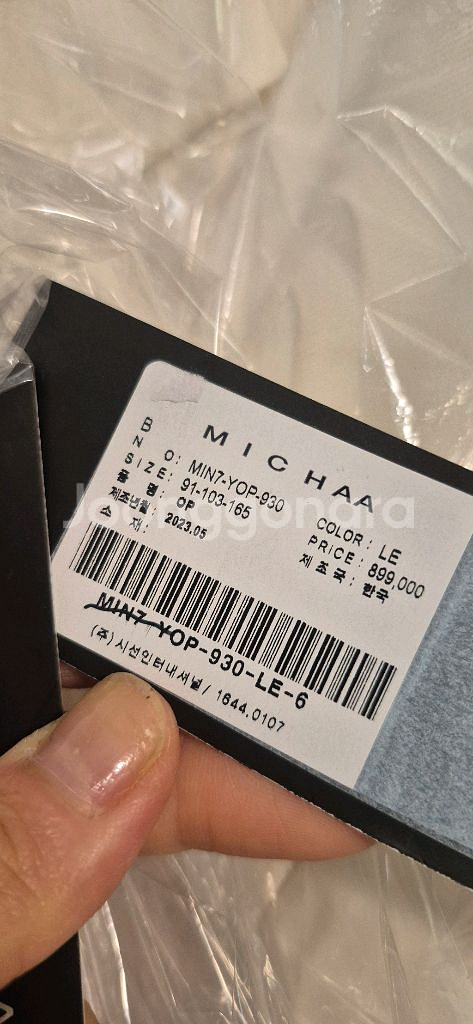 MICHAA
B
NO: MIN7-YOP-930 COLOR: LE
SIZE: 91-103-165 PRICE: 899,000
품 명: OP 제조국: 한국
제조년월: 2023.05
소 재:
MIN7-YOP-930-LE-6
(주)시선인터내셔널/ 1644.0107
Joonggonara